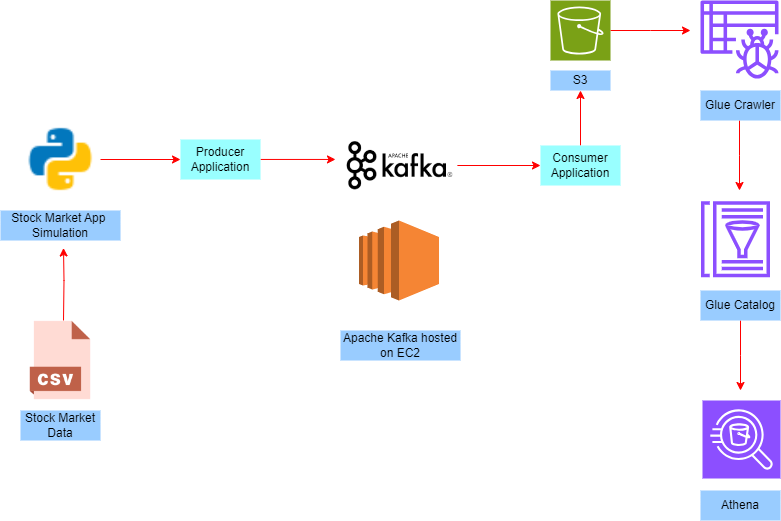 S3
Glue Crawler
Producer
Application
APACHE
kafka®
Consumer
Application
Stock Market App
Simulation
Glue Catalog
Apache Kafka hosted
on EC2
CSV
Stock Market
Data
Athena